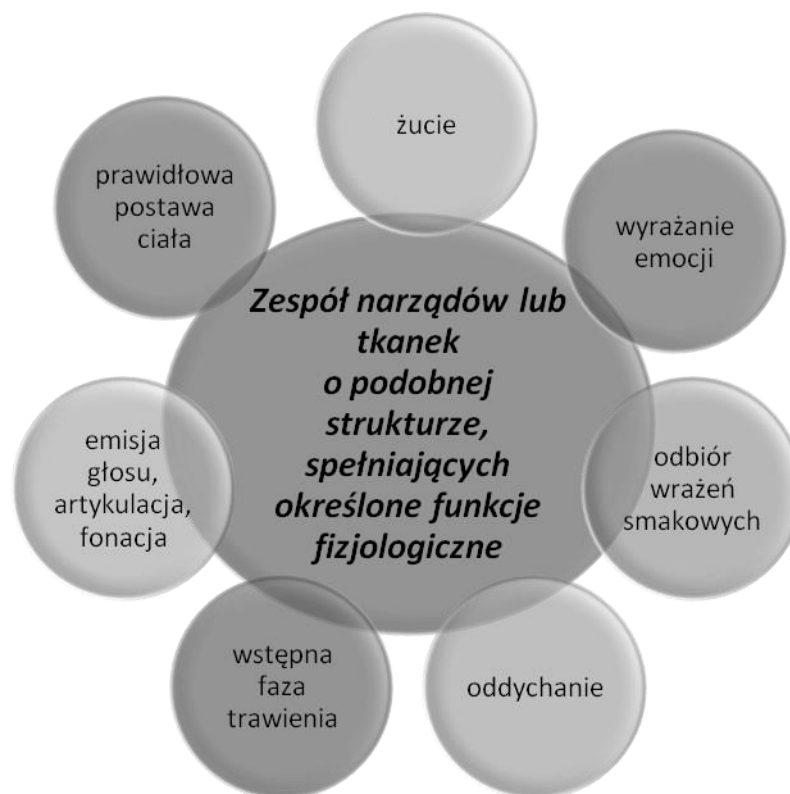 żucie
prawidłowa
postawa
ciała
wyrażanie
emocji
Zespół narządów lub
tkanek
o podobnej
strukturze,
spełniających
określone funkcje
fizjologiczne
emisja
głosu,
artykulacja,
fonacja
odbiór
wrażeń
smakowych
wstępna
faza
trawienia
oddychanie